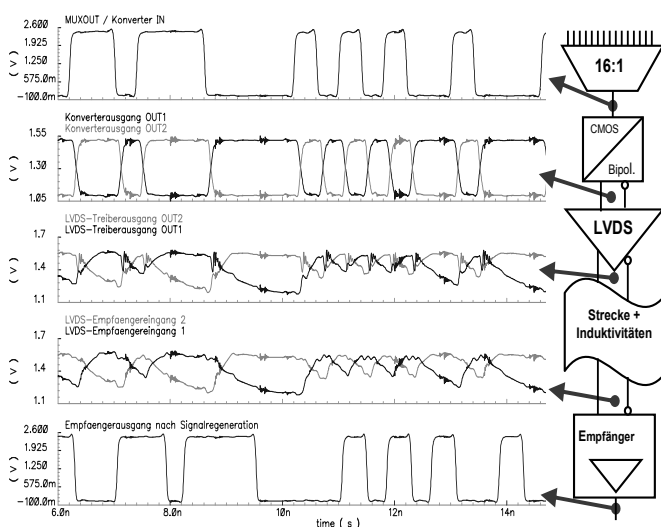 MUXOUT / Konverter IN
2.600
1.925
1.250
575.0m
-100.0m
( V )
16:1
Konverterausgang OUT1
Konverterausgang OUT2
1.55
1.30
1.05
( V )
CMOS
Bipol.
LVDS-Treiberausgang OUT2
LVDS-Treiberausgang OUT1
1.7
1.4
1.1
( V )
LVDS
LVDS-Empfaengereingang 2
LVDS-Empfaengereingang 1
1.7
1.4
1.1
( V )
Strecke +
Induktivitäten
Empfaengerausgang nach Signalregeneration
2.600
1.925
1.250
575.0m
-100.0m
( V )
Empfänger
6.0n 8.0n 10n 12n 14n
time ( s )